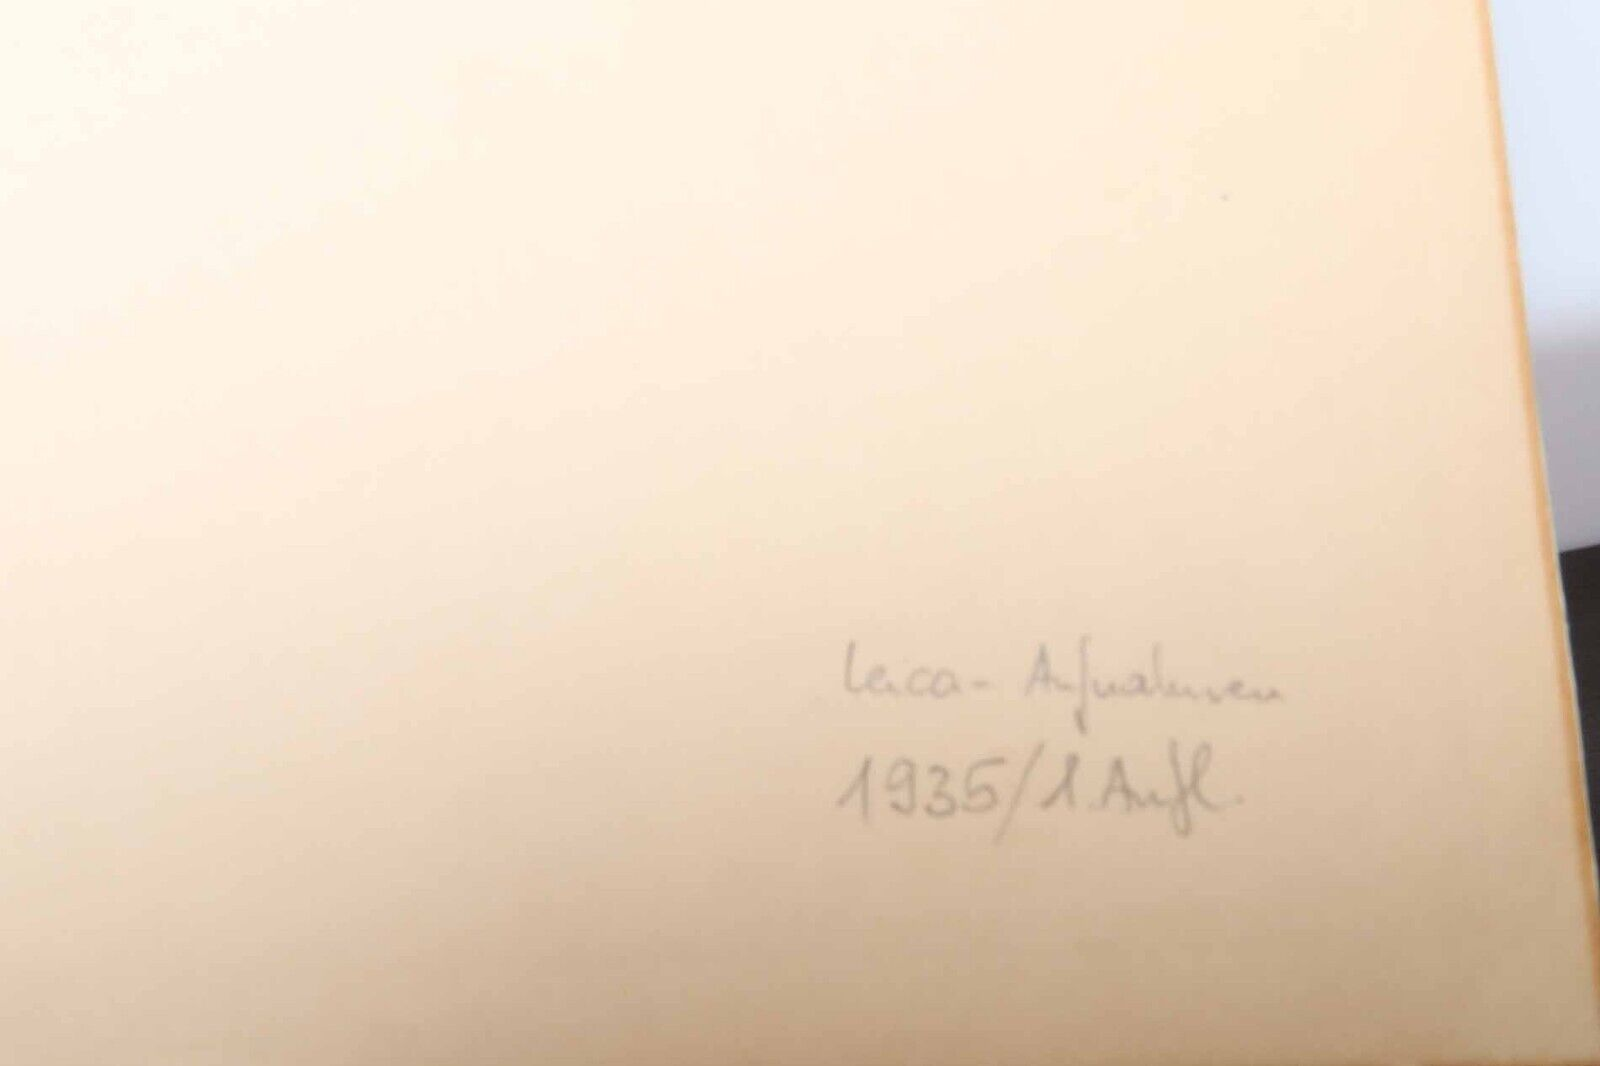 Leica - Aufnahmen
1935/1. Aufl.